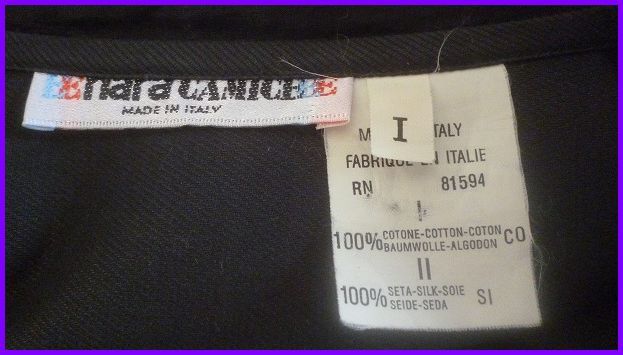 nara CAMICIE
MADE IN ITALY
I
M ITALY
FABRIQUE EN ITALIE
RN 81594
I
100% COTONE-COTTON-COTON CO
BAUMWOLLE-ALGODON
II
100% SETA-SILK-SOIE SI
SEIDE-SEDA